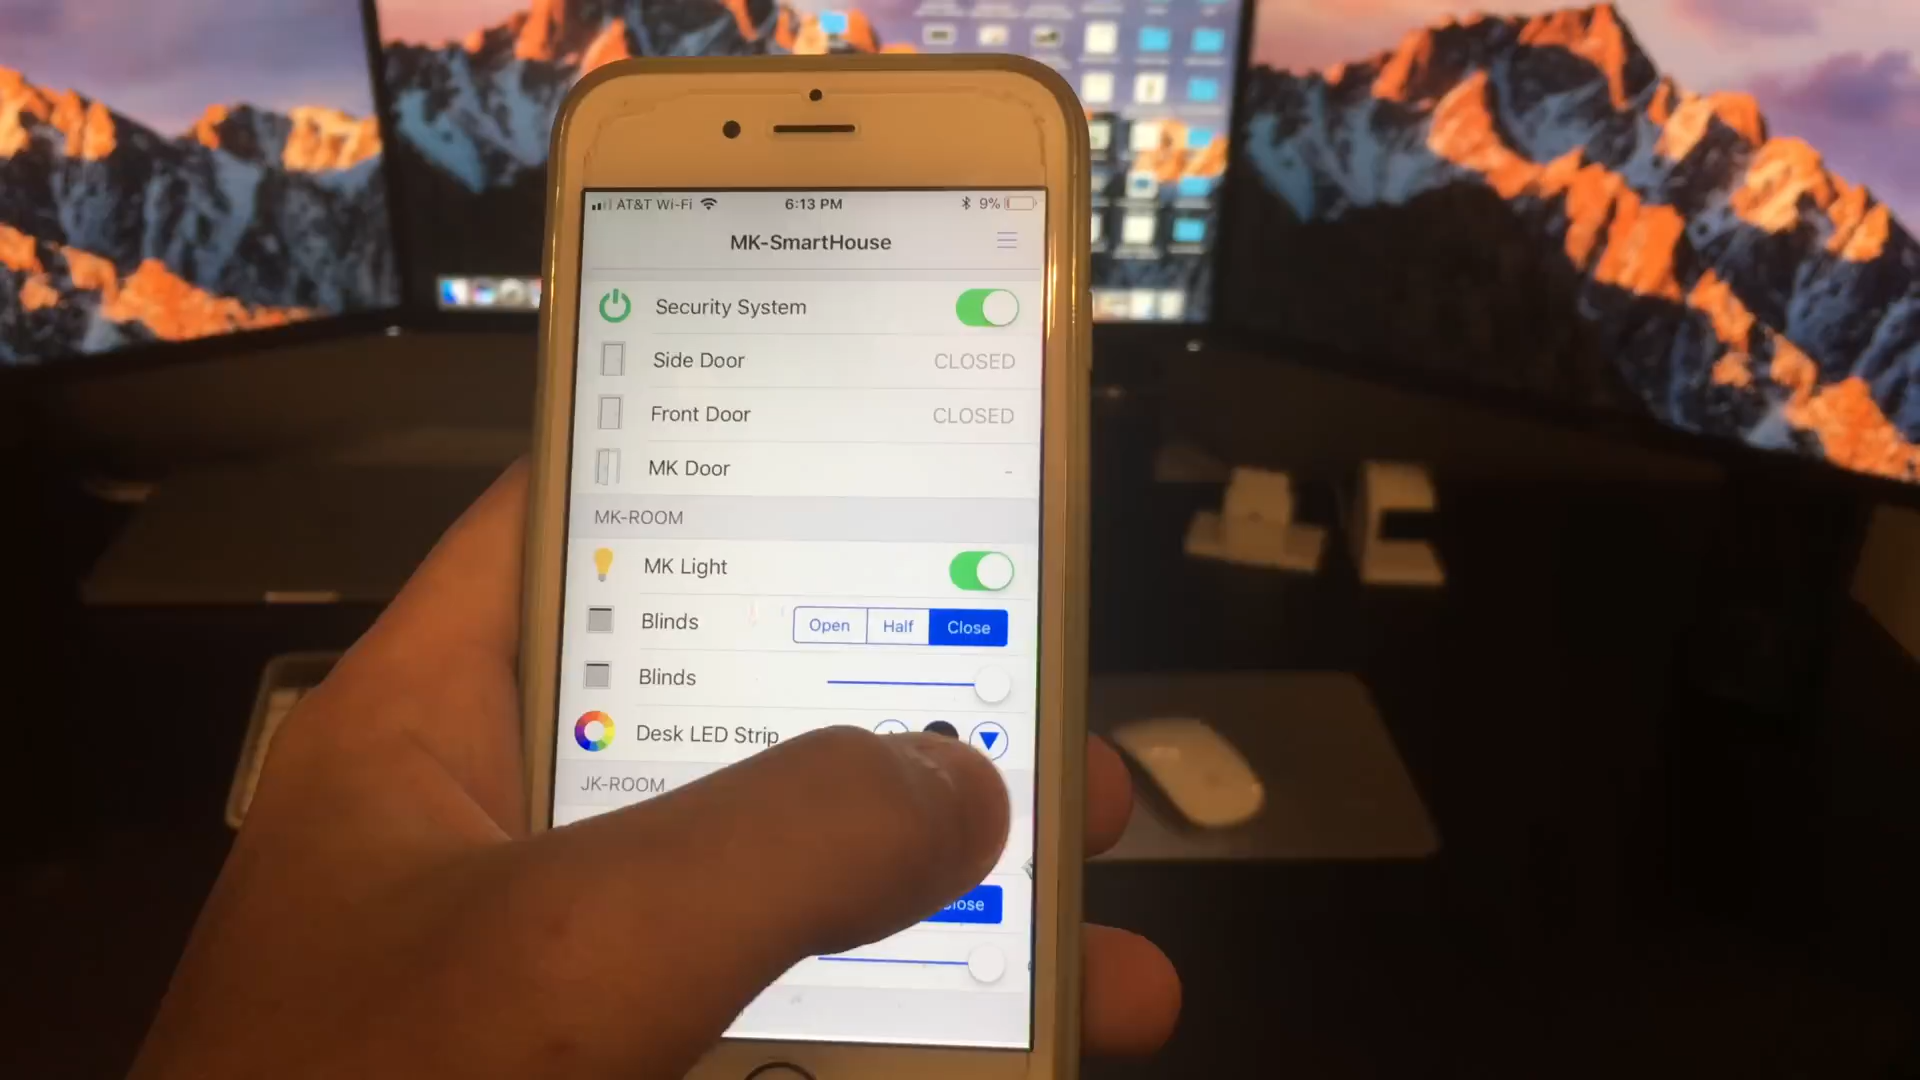 AT&T Wi-Fi 6:13 PM 9%
MK-SmartHouse
Security System
Side Door CLOSED
Front Door CLOSED
MK Door -
MK-ROOM
MK Light
Blinds Open Half Close
Blinds
Desk LED Strip
JK-ROOM